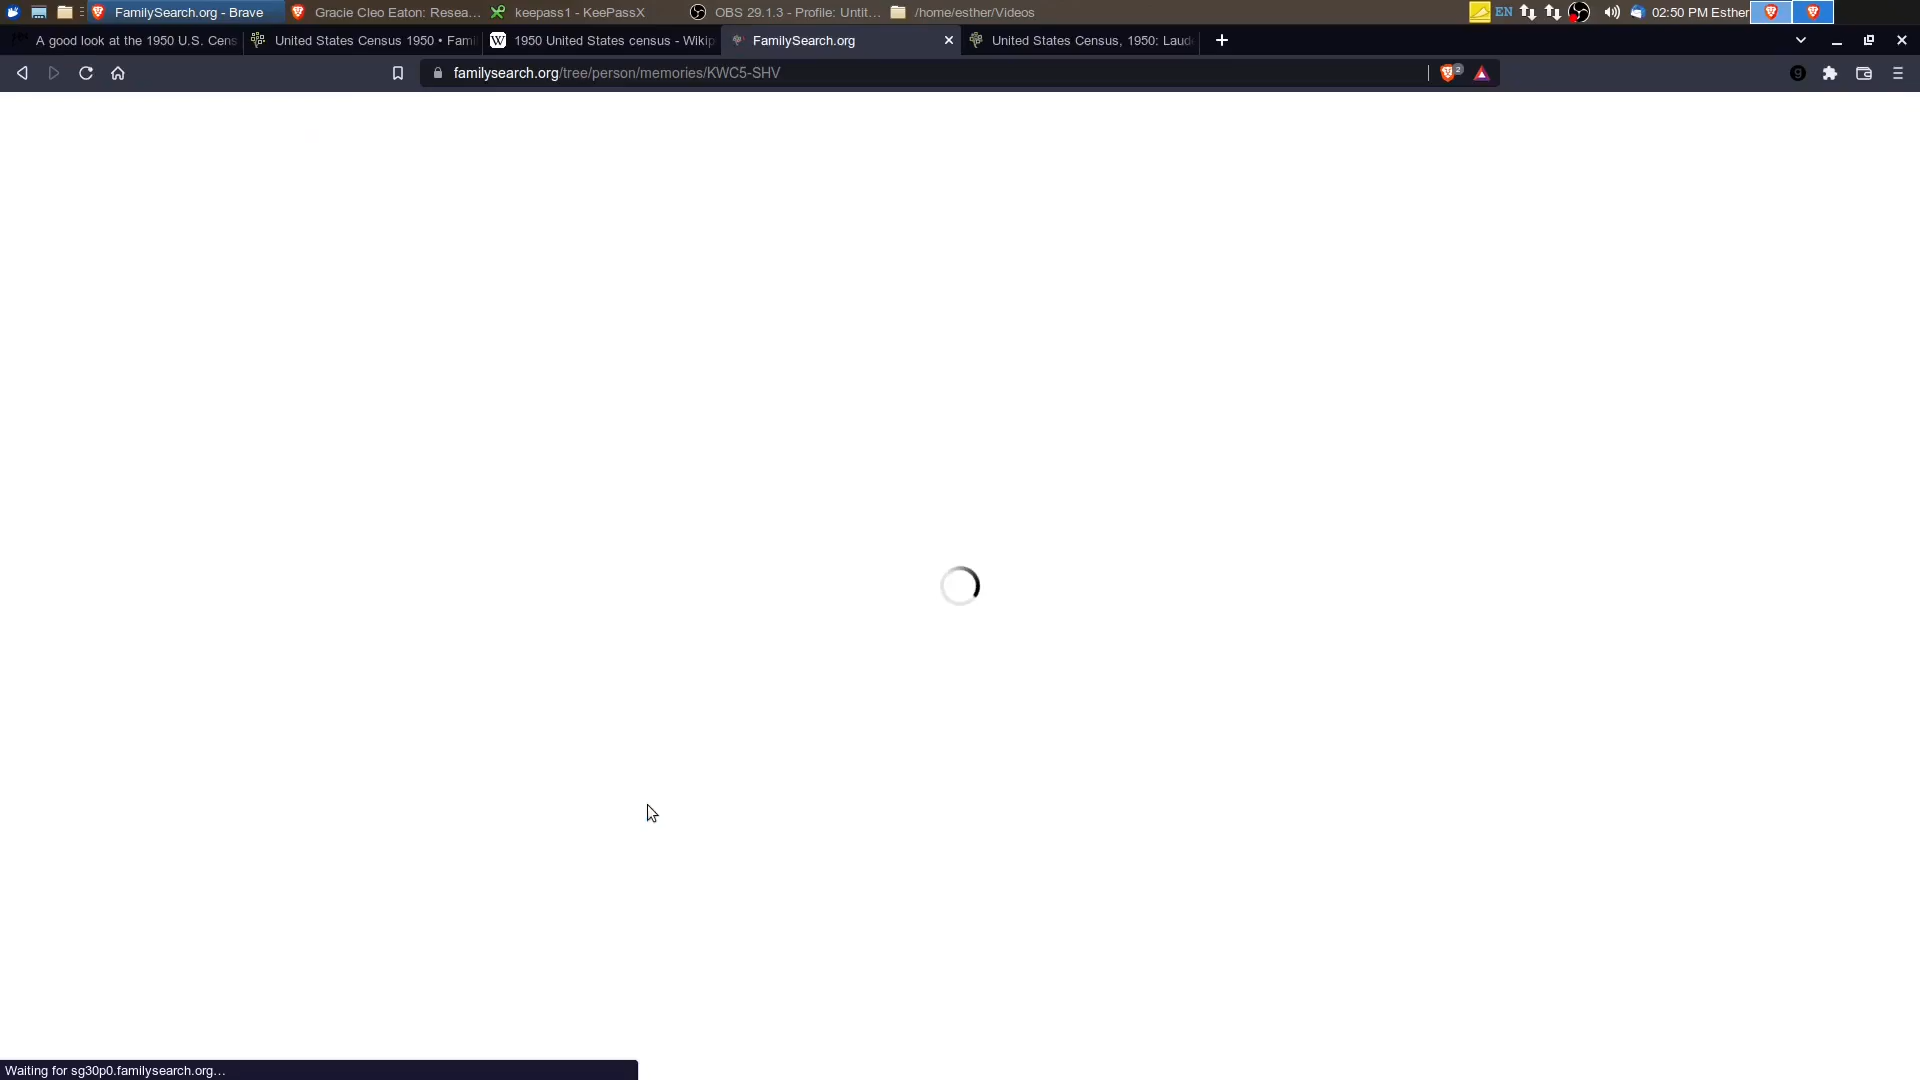 FamilySearch.org - Brave
Gracie Cleo Eaton: Resea...
keepass1 - KeePassX
OBS 29.1.3 - Profile: Untit...
/home/esther/Videos
EN
02:50 PM Esther
A good look at the 1950 U.S. Cens
United States Census 1950 • Fami
W
1950 United States census - Wikip
FamilySearch.org
United States Census, 1950: Laud
familysearch.org/tree/person/memories/KWC5-SHV
2
g
Waiting for sg30p0.familysearch.org...